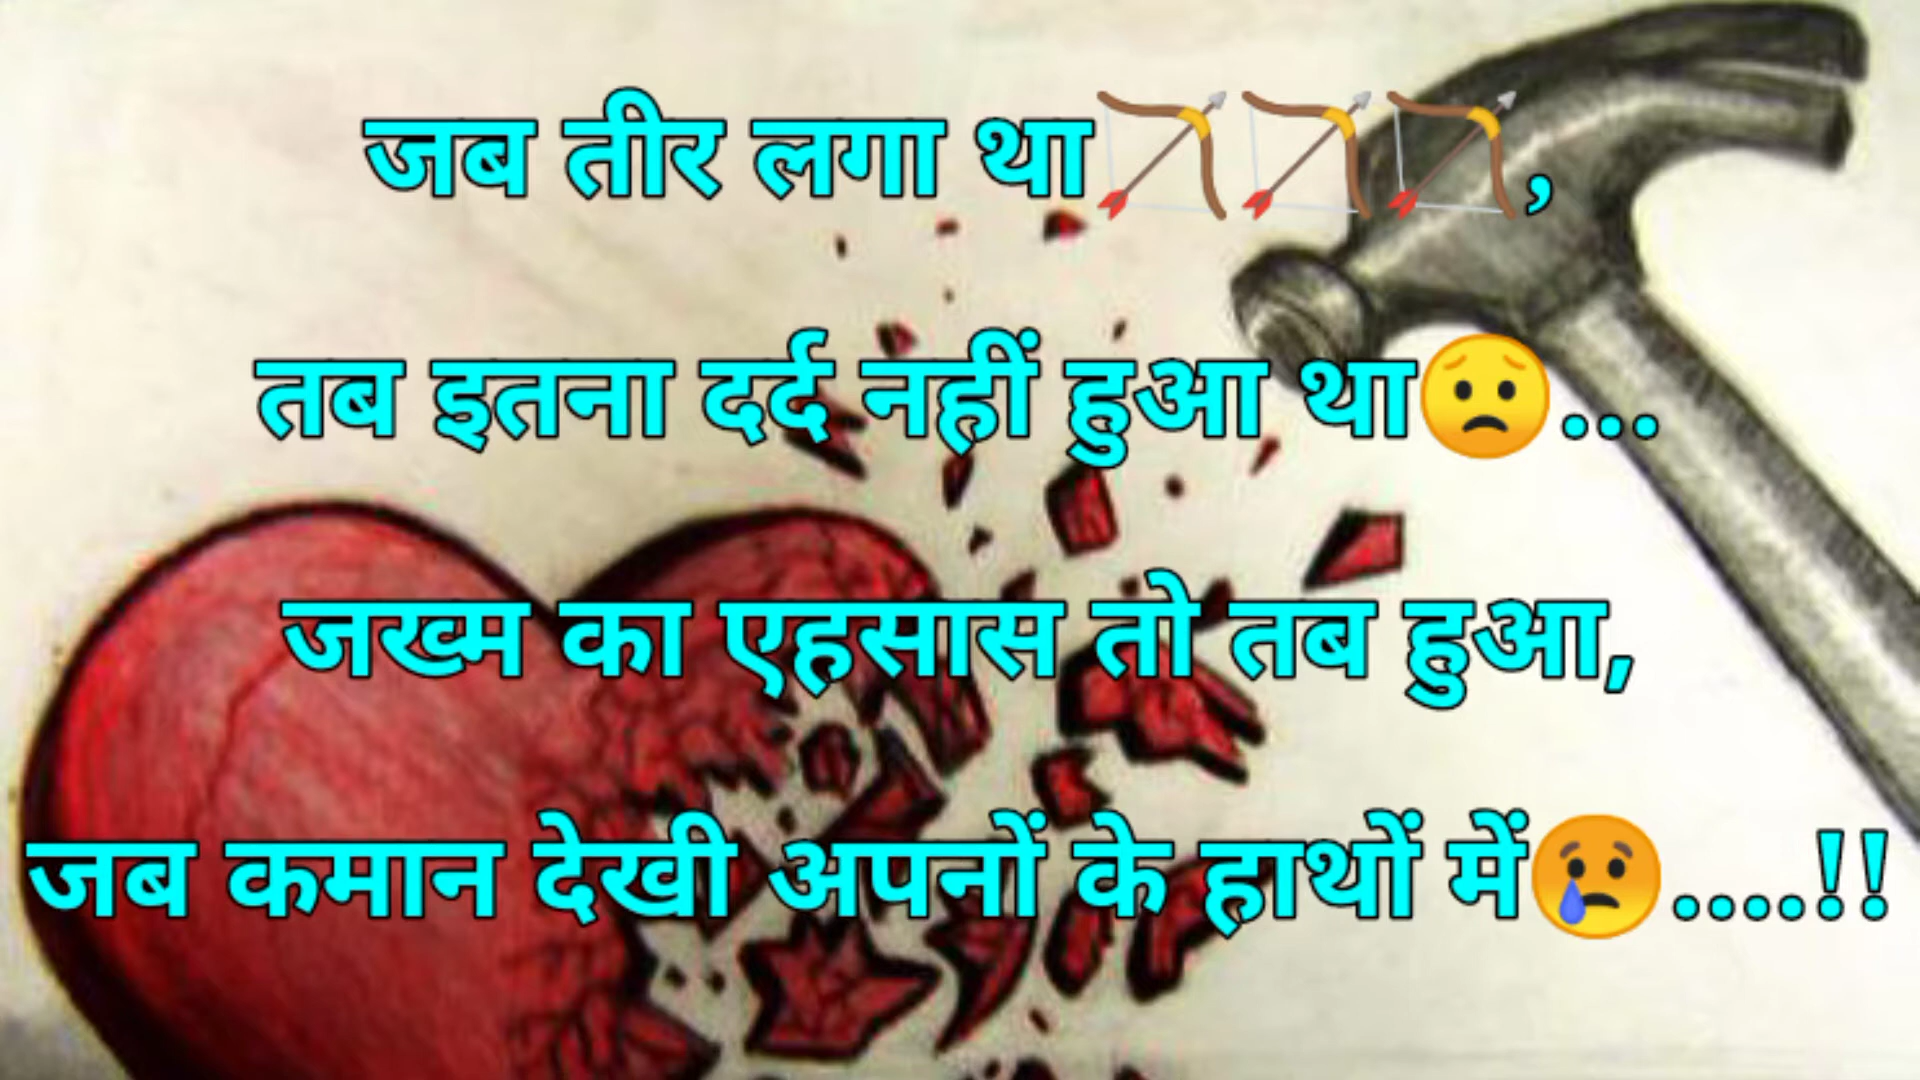 जब तीर लगा था🏹🏹🏹,
तब इतना दर्द नहीं हुआ था😟...
जख्म का एहसास तो तब हुआ,
जब कमान देखी अपनों के हाथों में😢....!!